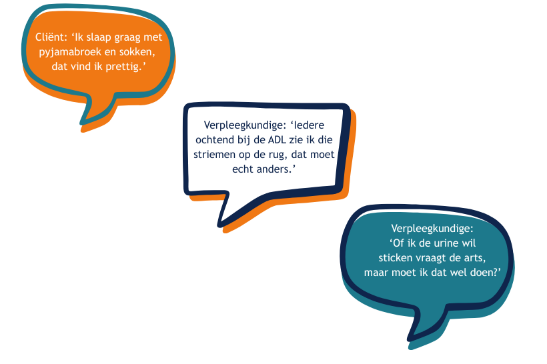 Cliënt: ‘Ik slaap graag met
pyjamabroek en sokken,
dat vind ik prettig.’
Verpleegkundige: ‘Iedere
ochtend bij de ADL zie ik die
striemen op de rug, dat moet
echt anders.’
Verpleegkundige:
‘Of ik de urine wil
sticken vraagt de arts,
maar moet ik dat wel doen?’